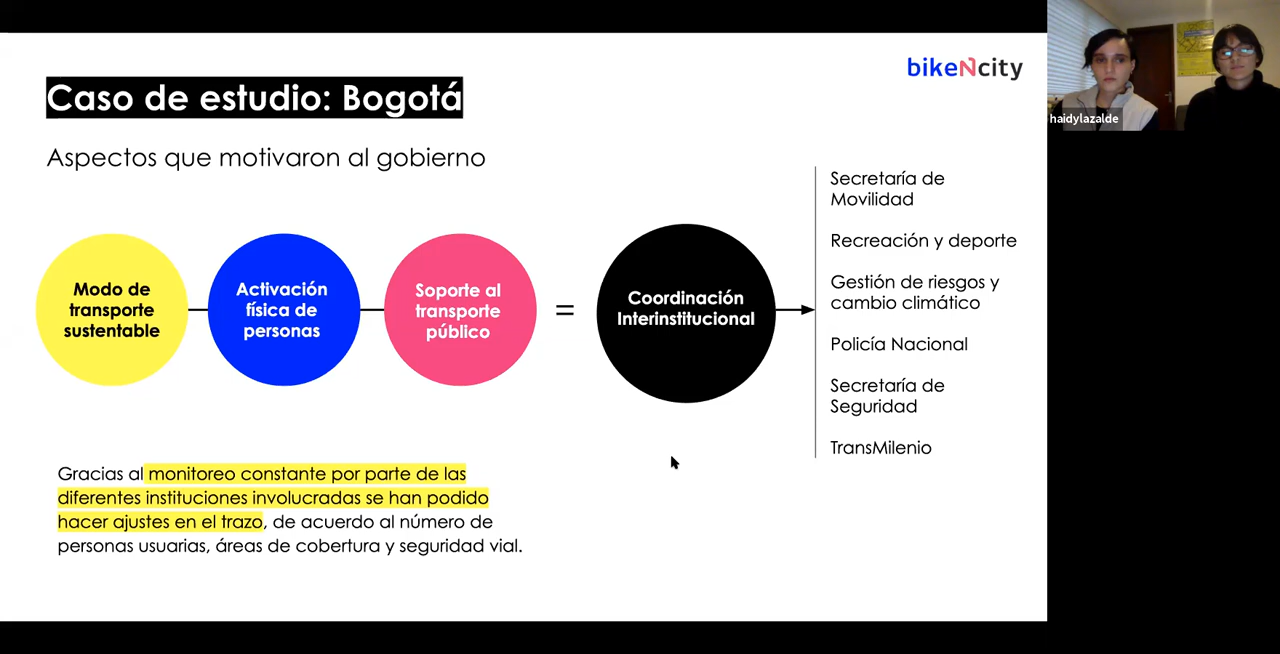 bikeNcity
haidylazalde
Caso de estudio: Bogotá
Aspectos que motivaron al gobierno
Modo de
transporte
sustentable
Activación
física de
personas
Soporte al
transporte
público
=
Coordinación
Interinstitucional
Secretaría de
Movilidad
Recreación y deporte
Gestión de riesgos y
cambio climático
Policía Nacional
Secretaría de
Seguridad
TransMilenio
Gracias al monitoreo constante por parte de las
diferentes instituciones involucradas se han podido
hacer ajustes en el trazo, de acuerdo al número de
personas usuarias, áreas de cobertura y seguridad vial.